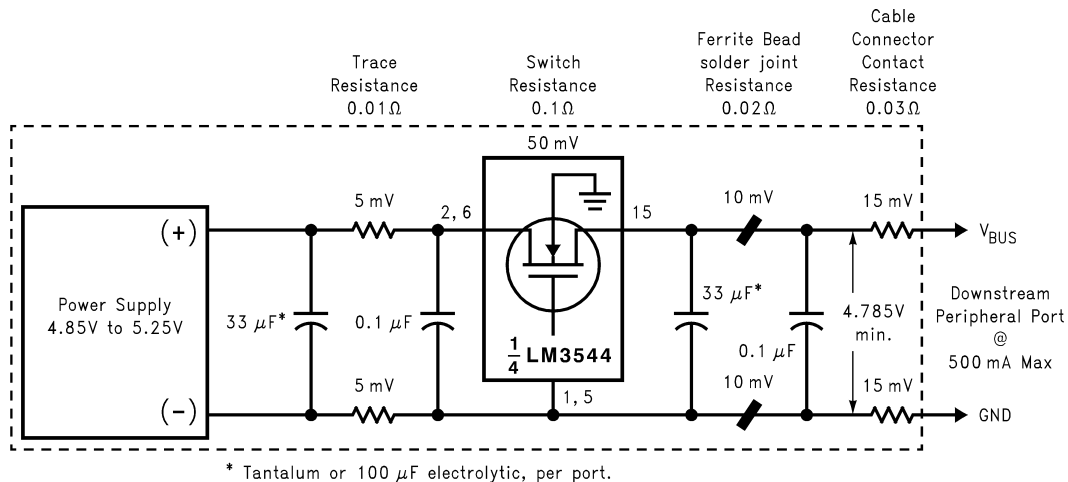 Trace
Resistance
0.01Ω
Switch
Resistance
0.1Ω
Ferrite Bead
solder joint
Resistance
0.02Ω
Cable
Connector
Contact
Resistance
0.03Ω
50 mV
5 mV
2, 6
15
10 mV
15 mV
(+)
VBUS
Power Supply
4.85V to 5.25V
33 μF*
0.1 μF
33 μF*
0.1 μF
4.785V
min.
Downstream
Peripheral Port
@
500 mA Max
1/4 LM3544
5 mV
1, 5
10 mV
15 mV
(-)
GND
* Tantalum or 100 μF electrolytic, per port.